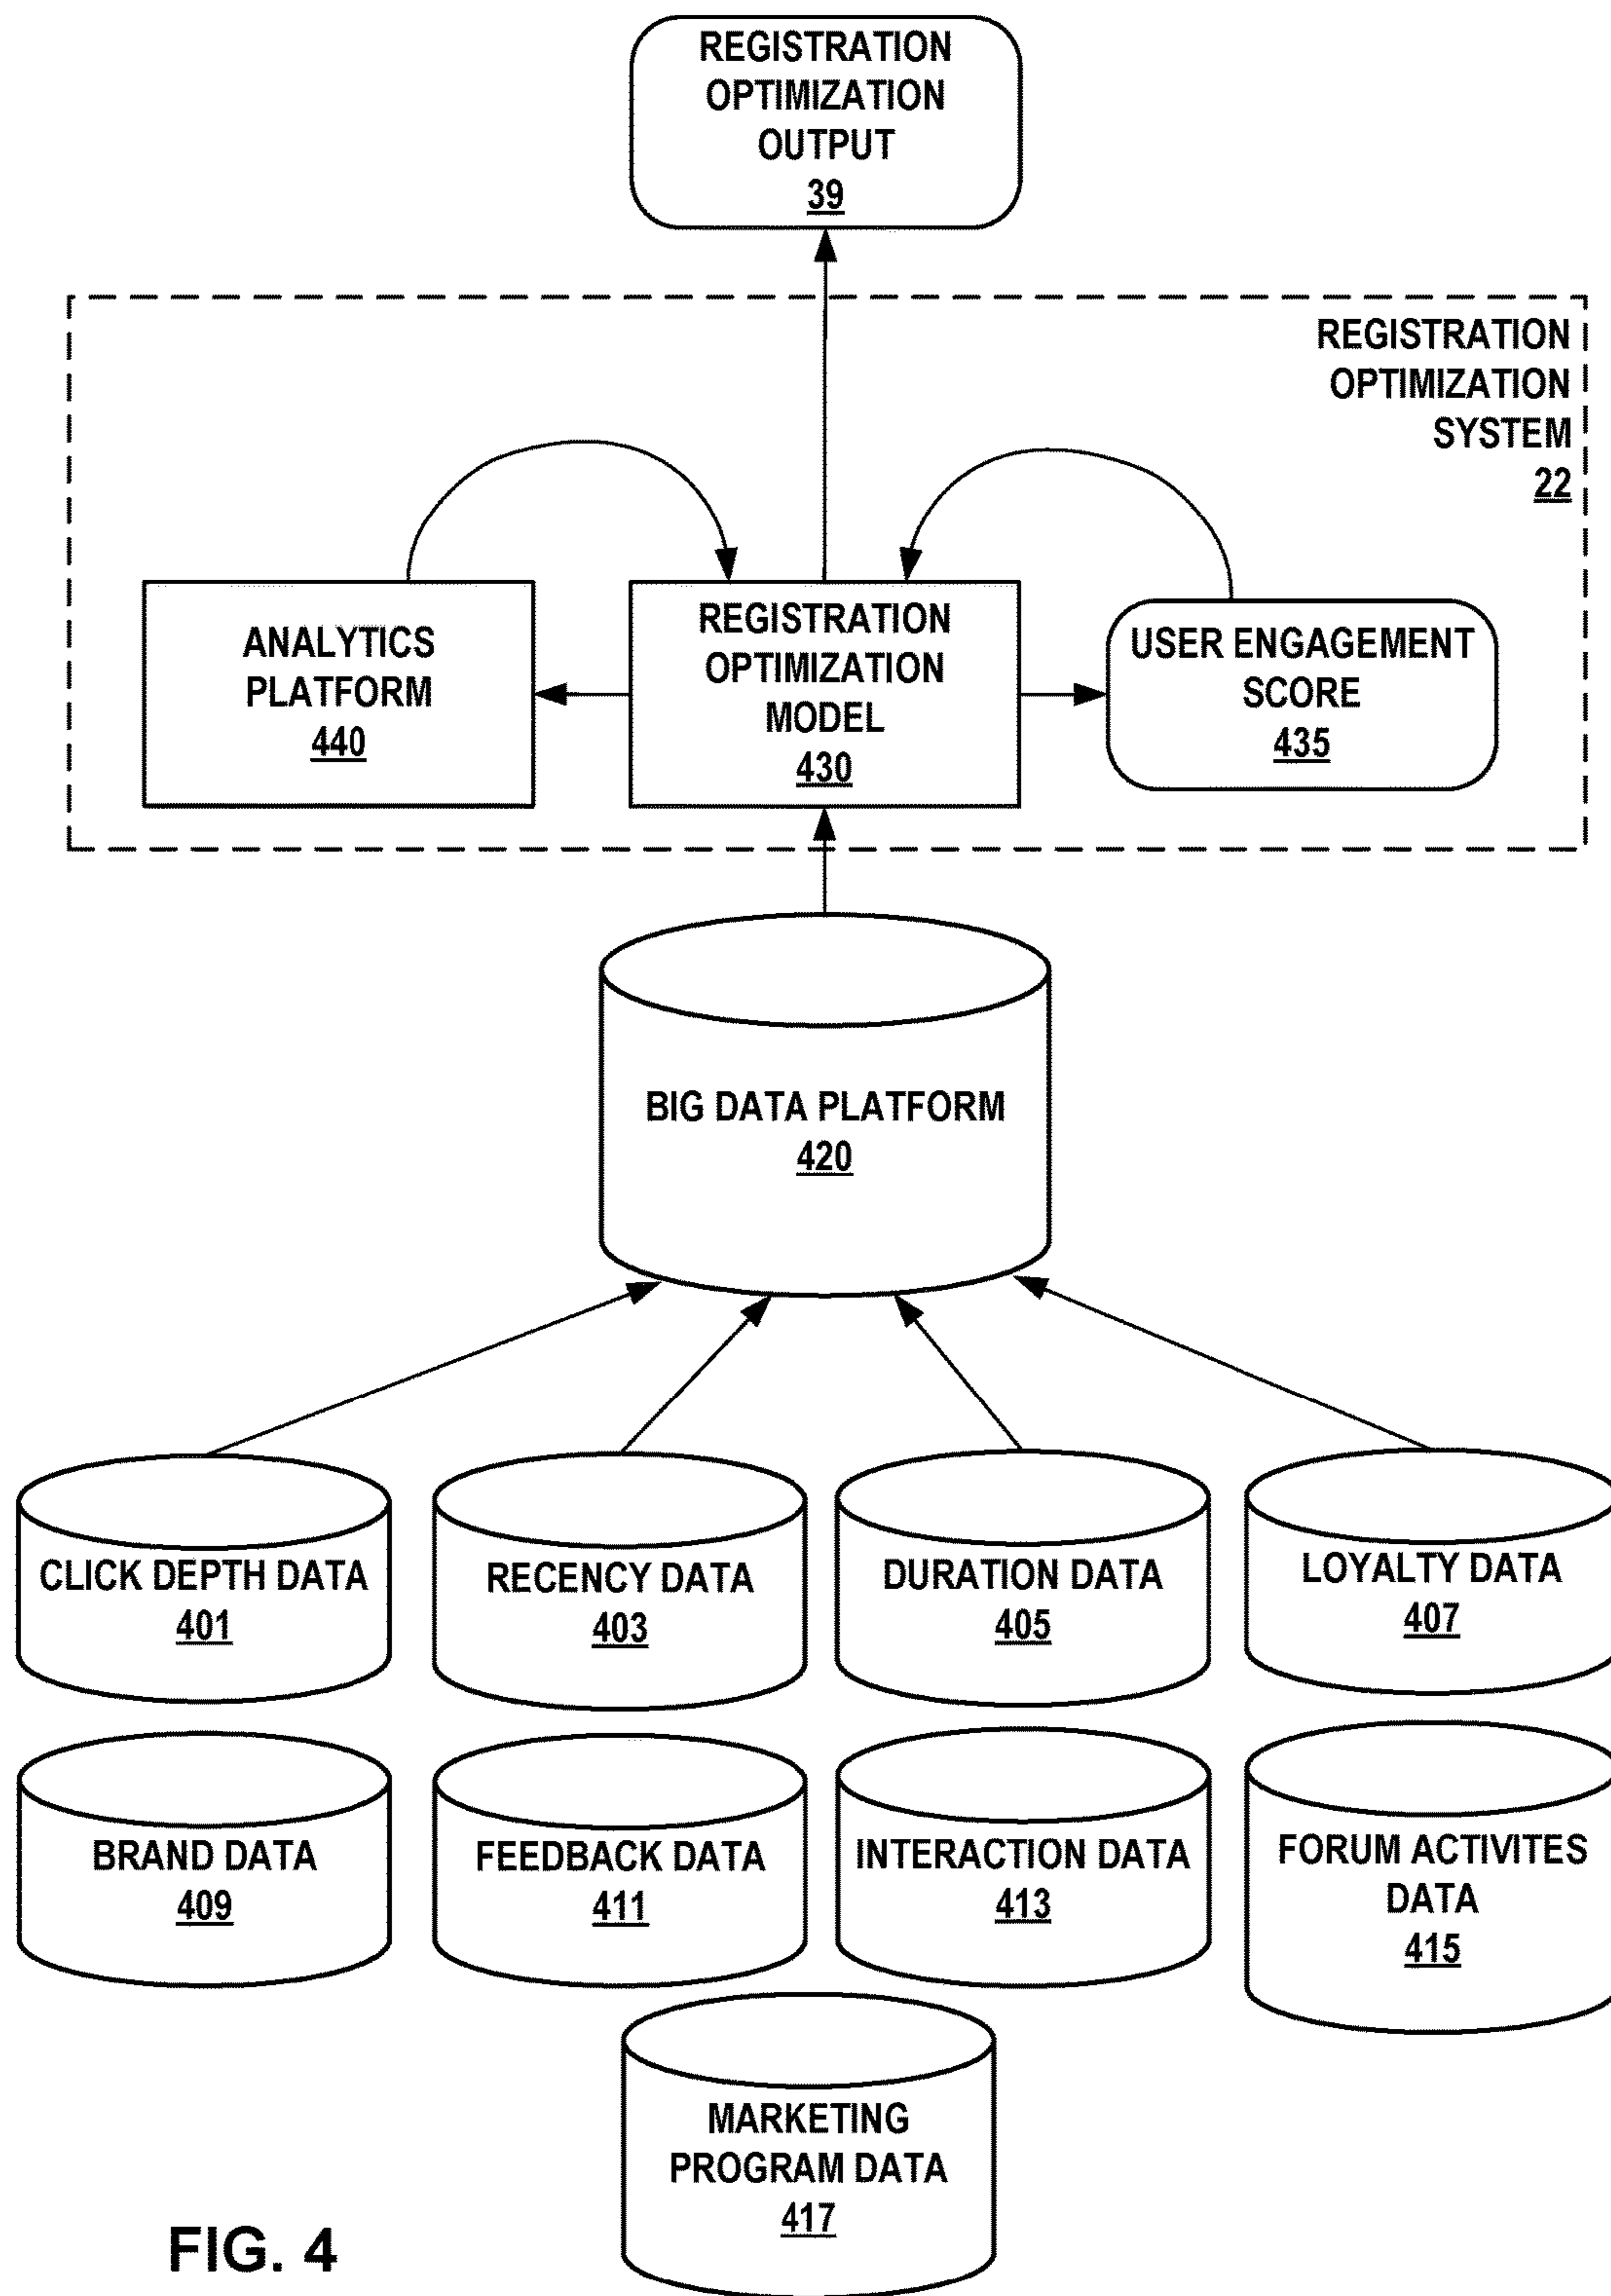 REGISTRATION
OPTIMIZATION
OUTPUT
39
REGISTRATION
OPTIMIZATION
SYSTEM
22
ANALYTICS
PLATFORM
440
REGISTRATION
OPTIMIZATION
MODEL
430
USER ENGAGEMENT
SCORE
435
BIG DATA PLATFORM
420
CLICK DEPTH DATA
401
RECENCY DATA
403
DURATION DATA
405
LOYALTY DATA
407
BRAND DATA
409
FEEDBACK DATA
411
INTERACTION DATA
413
FORUM ACTIVITES
DATA
415
MARKETING
PROGRAM DATA
417
FIG. 4